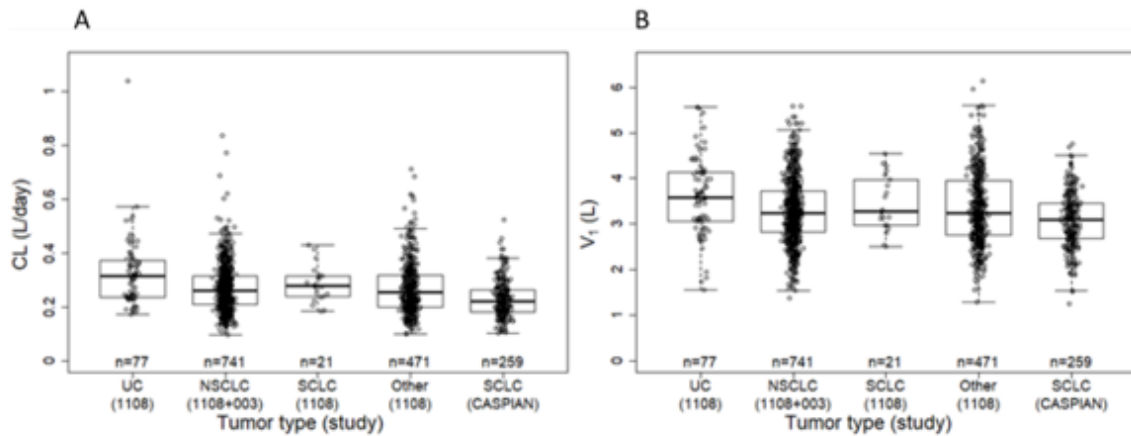 A
CL (L/day)
1
0.8
0.6
0.4
0.2
0
n=77 n=741 n=21 n=471 n=259
UC NSCLC SCLC Other SCLC
(1108) (1108+003) (1108) (1108) (CASPIAN)
Tumor type (study)
B
V1 (L)
6
5
4
3
2
1
0
n=77 n=741 n=21 n=471 n=259
UC NSCLC SCLC Other SCLC
(1108) (1108+003) (1108) (1108) (CASPIAN)
Tumor type (study)